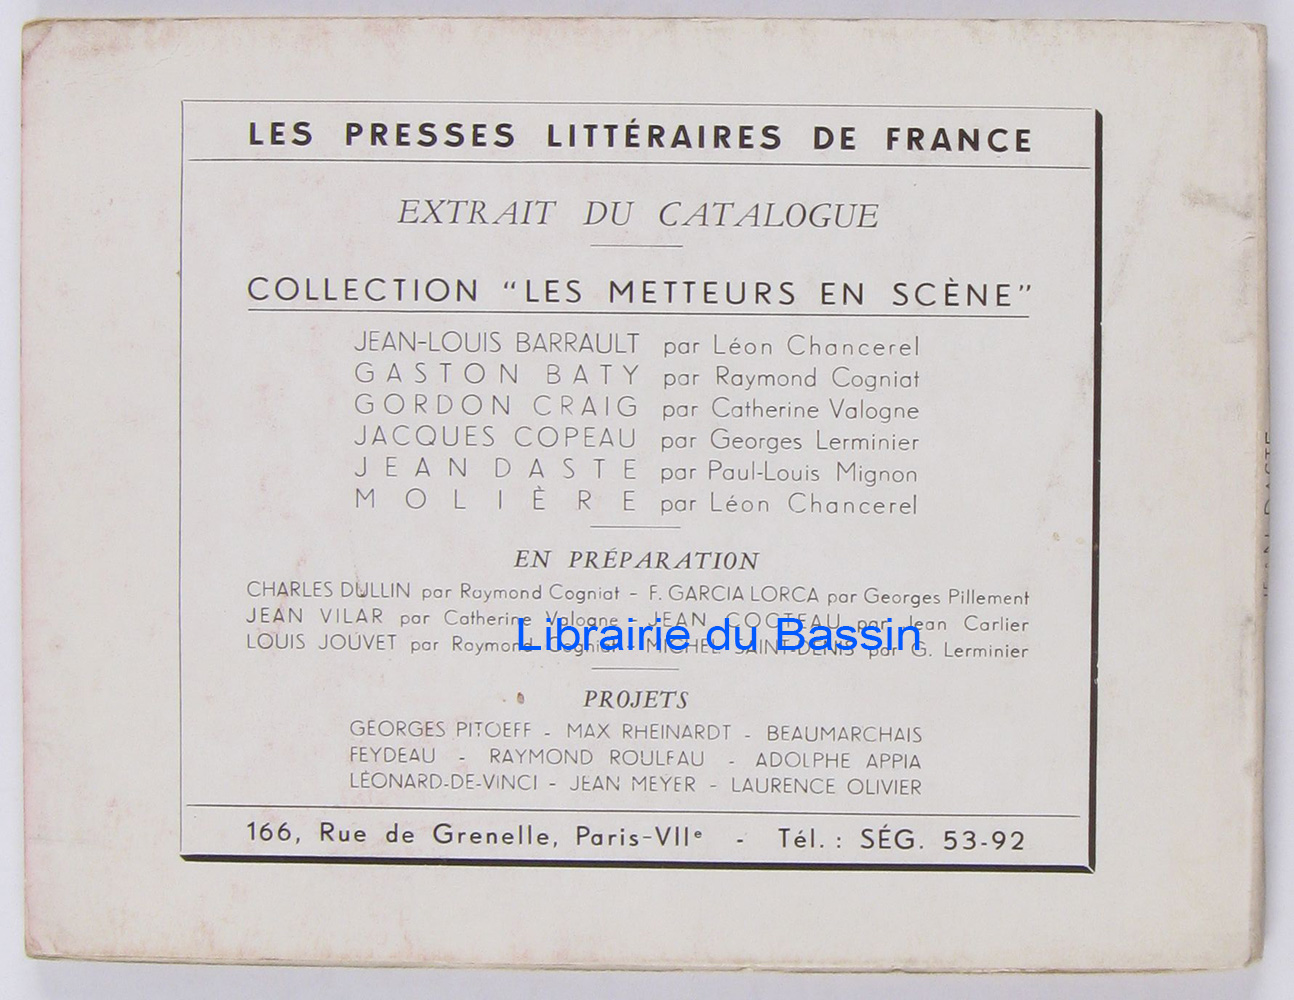 LES PRESSES LITTÉRAIRES DE FRANCE
EXTRAIT DU CATALOGUE
COLLECTION "LES METTEURS EN SCÈNE"
JEAN-LOUIS BARRAULT par Léon Chancerel
GASTON BATY par Raymond Cogniat
GORDON CRAIG par Catherine Valogne
JACQUES COPEAU par Georges Lerminier
JEAN DASTE par Paul-Louis Mignon
MOLIÈRE par Léon Chancerel
EN PRÉPARATION
CHARLES DULLIN par Raymond Cogniat - F. GARCIA LORCA par Georges Pillement
JEAN VILAR par Catherine Valogne - JEAN COCTEAU par Jean Carlier
LOUIS JOUVET par Raymond Cogniat - MICHEL SAINT-DENIS par G. Lerminier
Librairie du Bassin
PROJETS
GEORGES PITOEFF - MAX RHEINARDT - BEAUMARCHAIS
FEYDEAU - RAYMOND ROULEAU - ADOLPHE APPIA
LÉONARD-DE-VINCI - JEAN MEYER - LAURENCE OLIVIER
166, Rue de Grenelle, Paris-VIIe - Tél. : SÉG. 53-92
JEAN DASTE